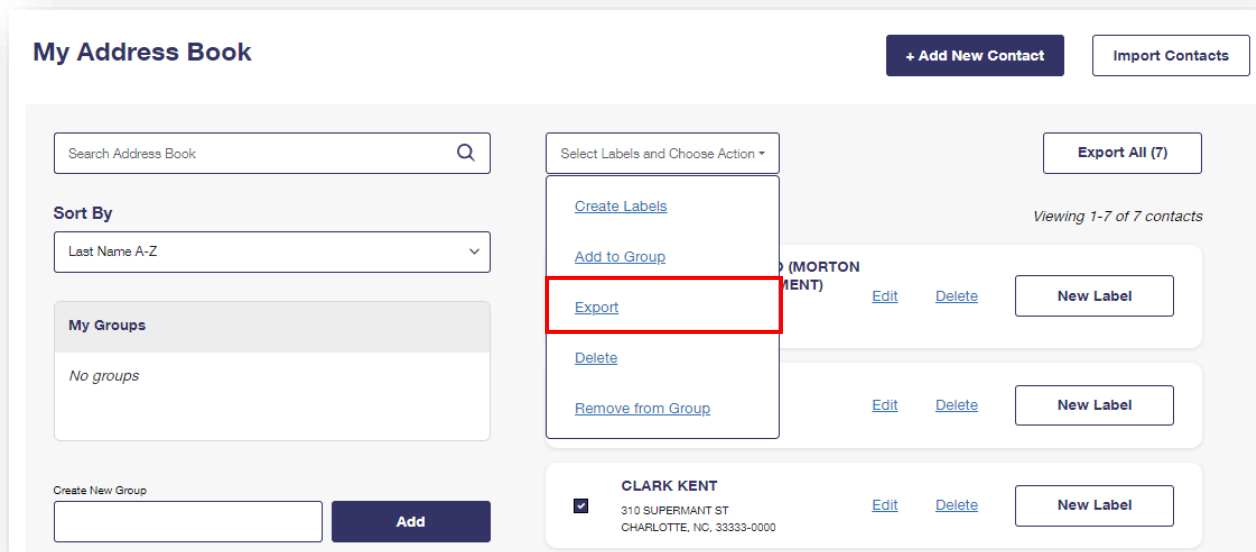 My Address Book
+ Add New Contact
Import Contacts
Search Address Book
Select Labels and Choose Action
Export All (7)
Sort By
Last Name A-Z
My Groups
No groups
Create New Group
Add
Create Labels
Add to Group
Export
Delete
Remove from Group
Viewing 1-7 of 7 contacts
(MORTON
Edit
Delete
New Label
Edit
Delete
New Label
CLARK KENT
310 SUPERMANT ST
CHARLOTTE, NC, 33333-0000
Edit
Delete
New Label